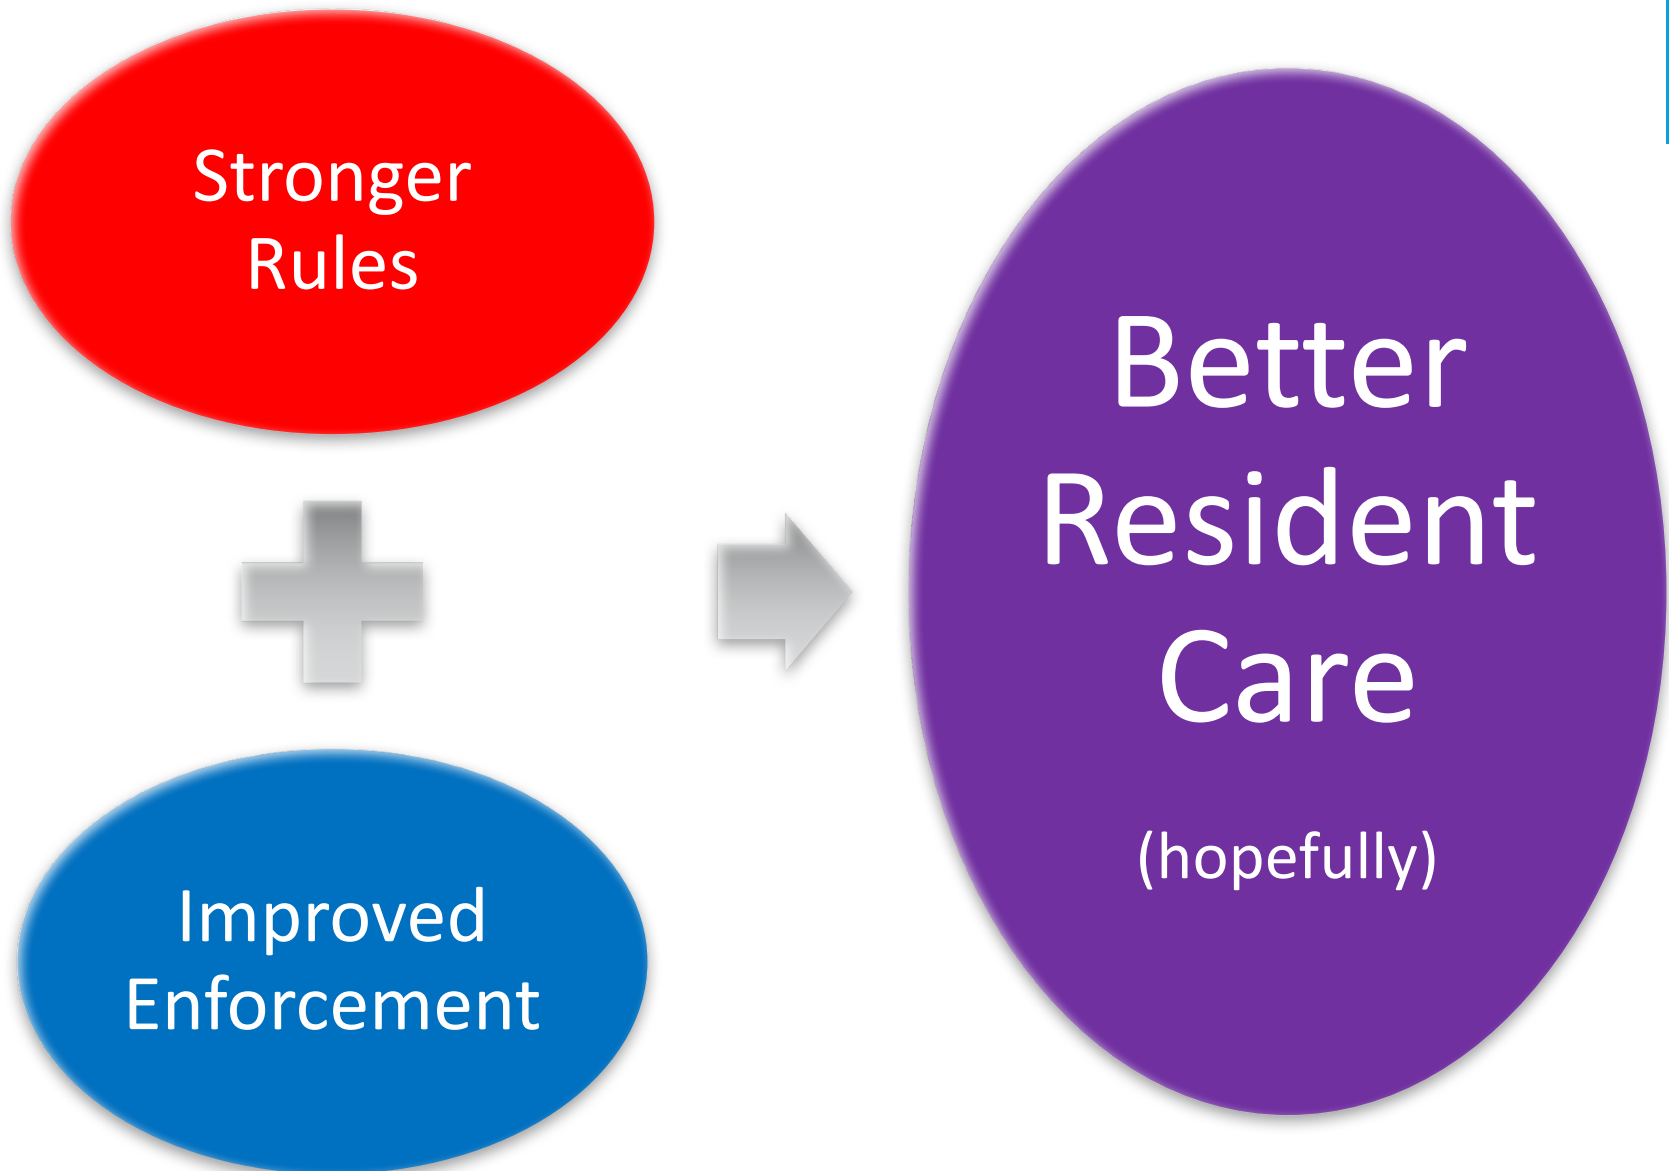 Stronger
Rules
Improved
Enforcement
Better
Resident
Care
(hopefully)